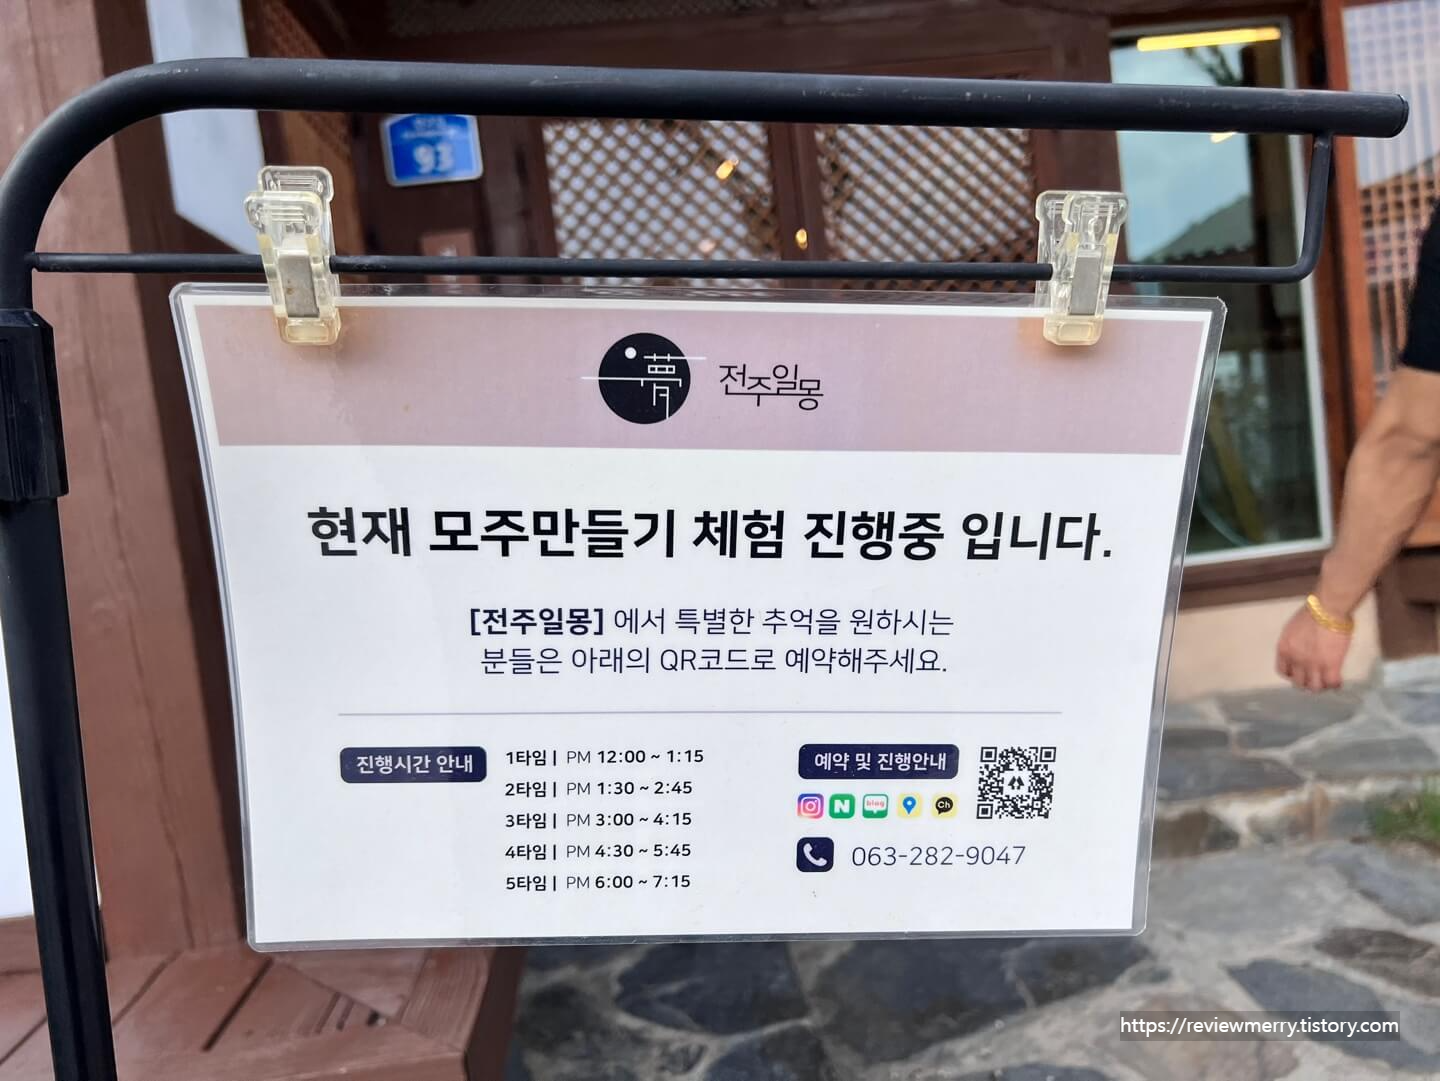 93
夢
전주일몽
현재 모주만들기 체험 진행중 입니다.
[전주일몽] 에서 특별한 추억을 원하시는
분들은 아래의 QR코드로 예약해주세요.
진행시간 안내
1타임 | PM 12:00 ~ 1:15
2타임 | PM 1:30 ~ 2:45
3타임 | PM 3:00 ~ 4:15
4타임 | PM 4:30 ~ 5:45
5타임 | PM 6:00 ~ 7:15
예약 및 진행안내
N
blog
Ch
063-282-9047
https://reviewmerry.tistory.com